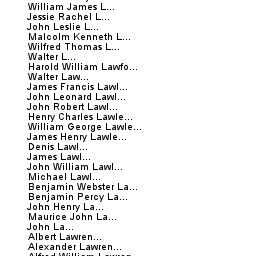 William James L...
Jessie Rachel L...
John Leslie L...
Malcolm Kenneth L...
Wilfred Thomas L...
Walter L...
Harold William Lawfo...
Walter Law...
James Francis Lawl...
John Leonard Lawl...
John Robert Lawl...
Henry Charles Lawle...
William George Lawle...
James Henry Lawle...
Denis Lawl...
James Lawl...
John William Lawl...
Michael Lawl...
Benjamin Webster La...
Benjamin Percy La...
John Henry La...
Maurice John La...
John La...
Albert Lawren...
Alexander Lawren...
Alfred William Lawren...